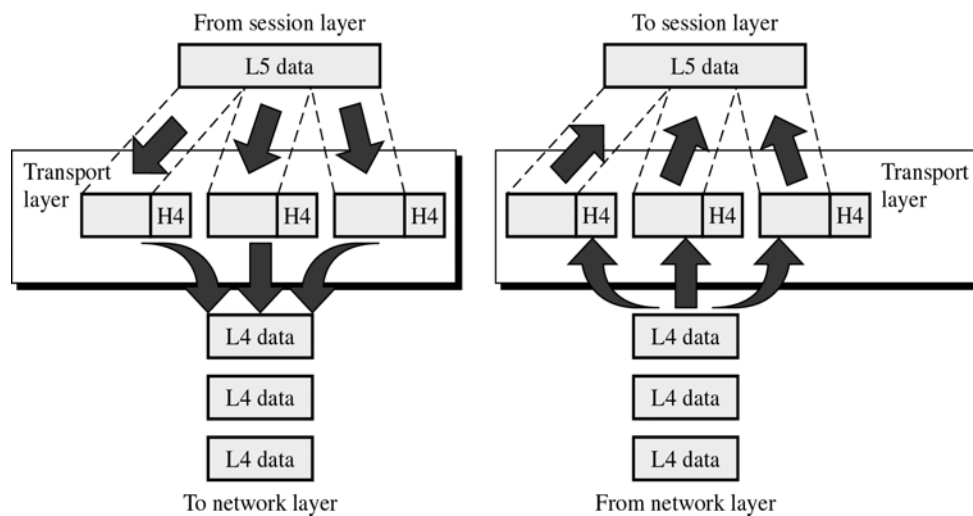 From session layer
L5 data
Transport
layer
H4
H4
H4
L4 data
L4 data
L4 data
To network layer
To session layer
L5 data
Transport
layer
H4
H4
H4
L4 data
L4 data
L4 data
From network layer